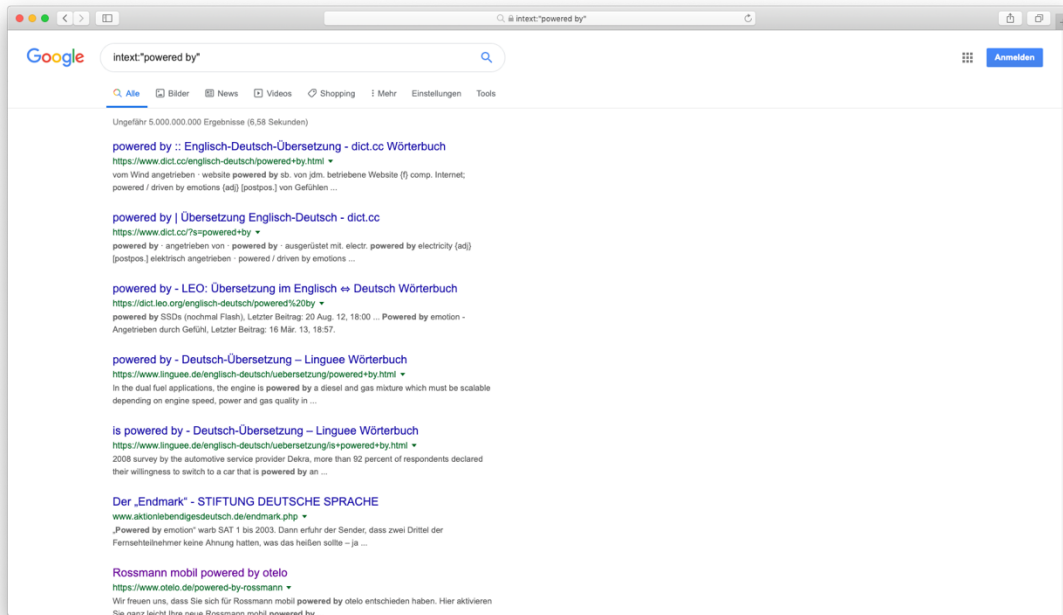 intext:"powered by"
Google
intext:"powered by"
Anmelden
Alle Bilder News Videos Shopping Mehr Einstellungen Tools
Ungefähr 5.000.000.000 Ergebnisse (6,58 Sekunden)
powered by :: Englisch-Deutsch-Übersetzung - dict.cc Wörterbuch
https://www.dict.cc/englisch-deutsch/powered+by.html
vom Wind angetrieben · website powered by sb. von jdm. betriebene Website {f} comp. Internet;
powered / driven by emotions {adj} [postpos.] von Gefühlen ...
powered by | Übersetzung Englisch-Deutsch - dict.cc
https://www.dict.cc/?s=powered+by
powered by · angetrieben von · powered by · ausgerüstet mit. electr. powered by electricity {adj}
[postpos.] elektrisch angetrieben · powered / driven by emotions ...
powered by - LEO: Übersetzung im Englisch ⇔ Deutsch Wörterbuch
https://dict.leo.org/englisch-deutsch/powered%20by
powered by SSDs (nochmal Flash), Letzter Beitrag: 20 Aug. 12, 18:00 ... Powered by emotion -
Angetrieben durch Gefühl, Letzter Beitrag: 16 Mär. 13, 18:57.
powered by - Deutsch-Übersetzung – Linguee Wörterbuch
https://www.linguee.de/englisch-deutsch/uebersetzung/powered+by.html
In the dual fuel applications, the engine is powered by a diesel and gas mixture which must be scalable
depending on engine speed, power and gas quality in ...
is powered by - Deutsch-Übersetzung – Linguee Wörterbuch
https://www.linguee.de/englisch-deutsch/uebersetzung/is+powered+by.html
2008 survey by the automotive service provider Dekra, more than 92 percent of respondents declared
their willingness to switch to a car that is powered by an ...
Der „Endmark“ - STIFTUNG DEUTSCHE SPRACHE
www.aktionlebendigesdeutsch.de/endmark.php
„Powered by emotion“ warb SAT 1 bis 2003. Dann erfuhr der Sender, dass zwei Drittel der
Fernsehteilnehmer keine Ahnung hatten, was das heißen sollte – ja ...
Rossmann mobil powered by otelo
https://www.otelo.de/powered-by-rossmann
Wir freuen uns, dass Sie sich für Rossmann mobil powered by otelo entschieden haben. Hier aktivieren
Sie ganz leicht Ihre neue Rossmann mobil powered by